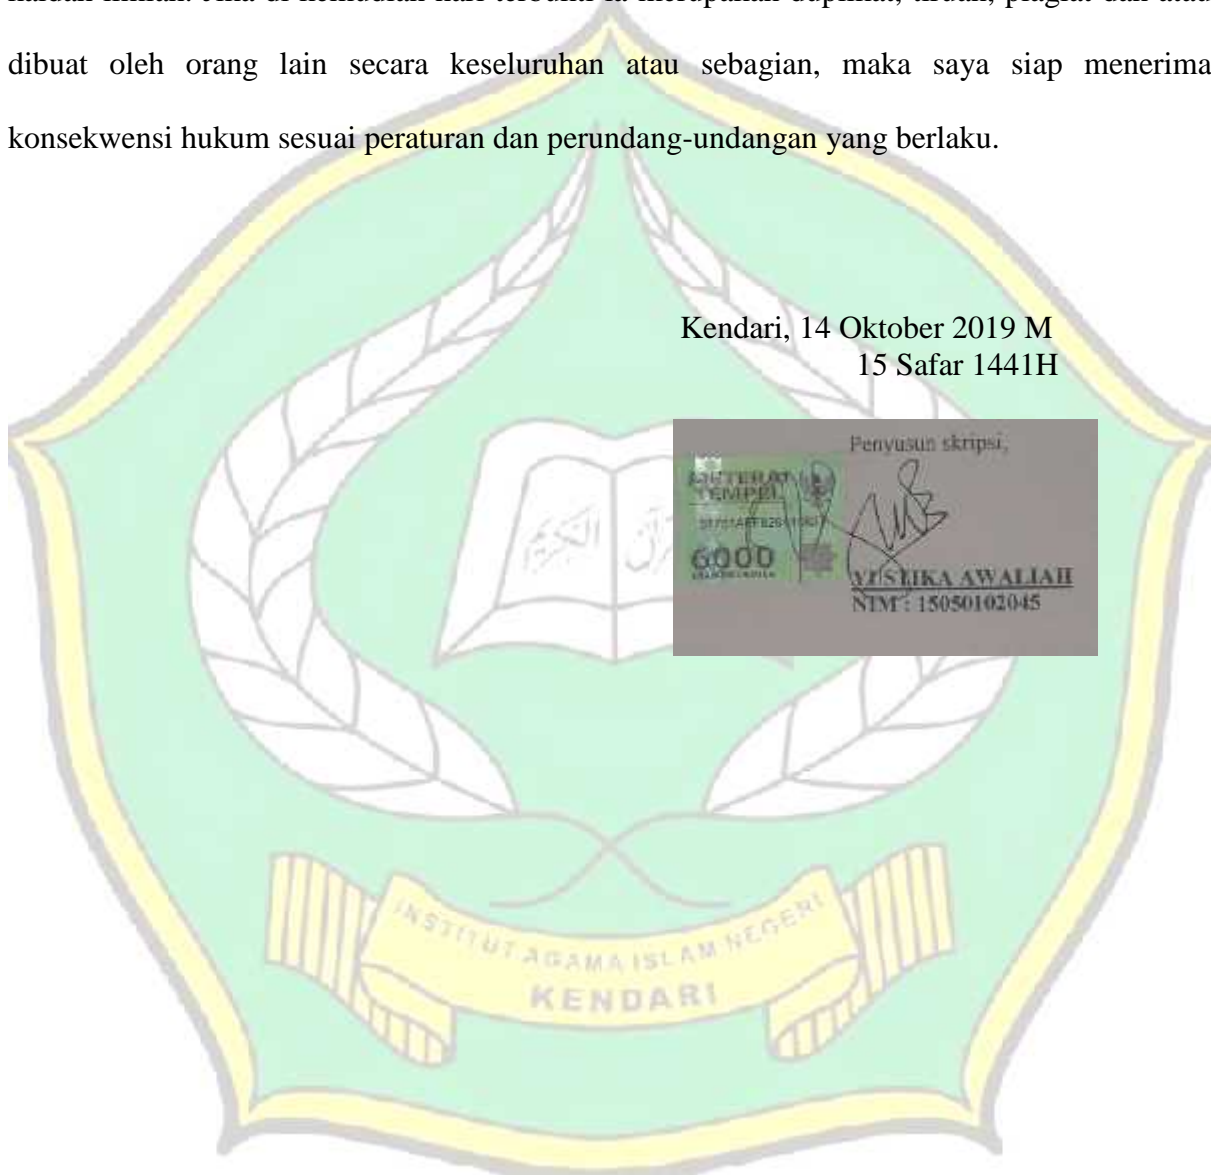 dibuat oleh orang lain secara keseluruhan atau sebagian, maka saya siap menerima
konsekwensi hukum sesuai peraturan dan perundang-undangan yang berlaku.
Kendari, 14 Oktober 2019 M
15 Safar 1441H
Penyusun skripsi,
METERAI
TEMPEL
6000
AWALIAH
NIM : 15050102045
INSTITUT AGAMA ISLAM NEGERI
KENDARI